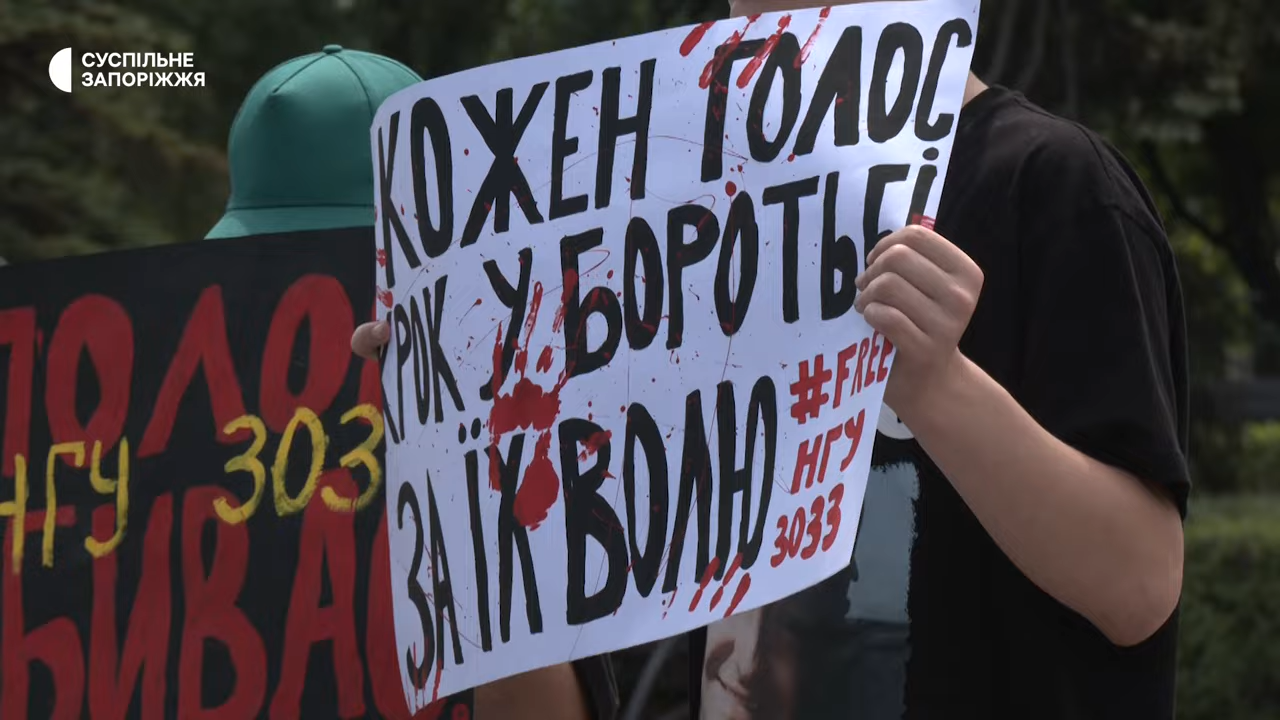 СУСПІЛЬНЕ
ЗАПОРІЖЖЯ
КОЖЕН ГОЛОС
КРОК У БОРОТЬБІ
ЗА ЇХ ВОЛЮ
#FREE
НГУ
3033
НГУ 303